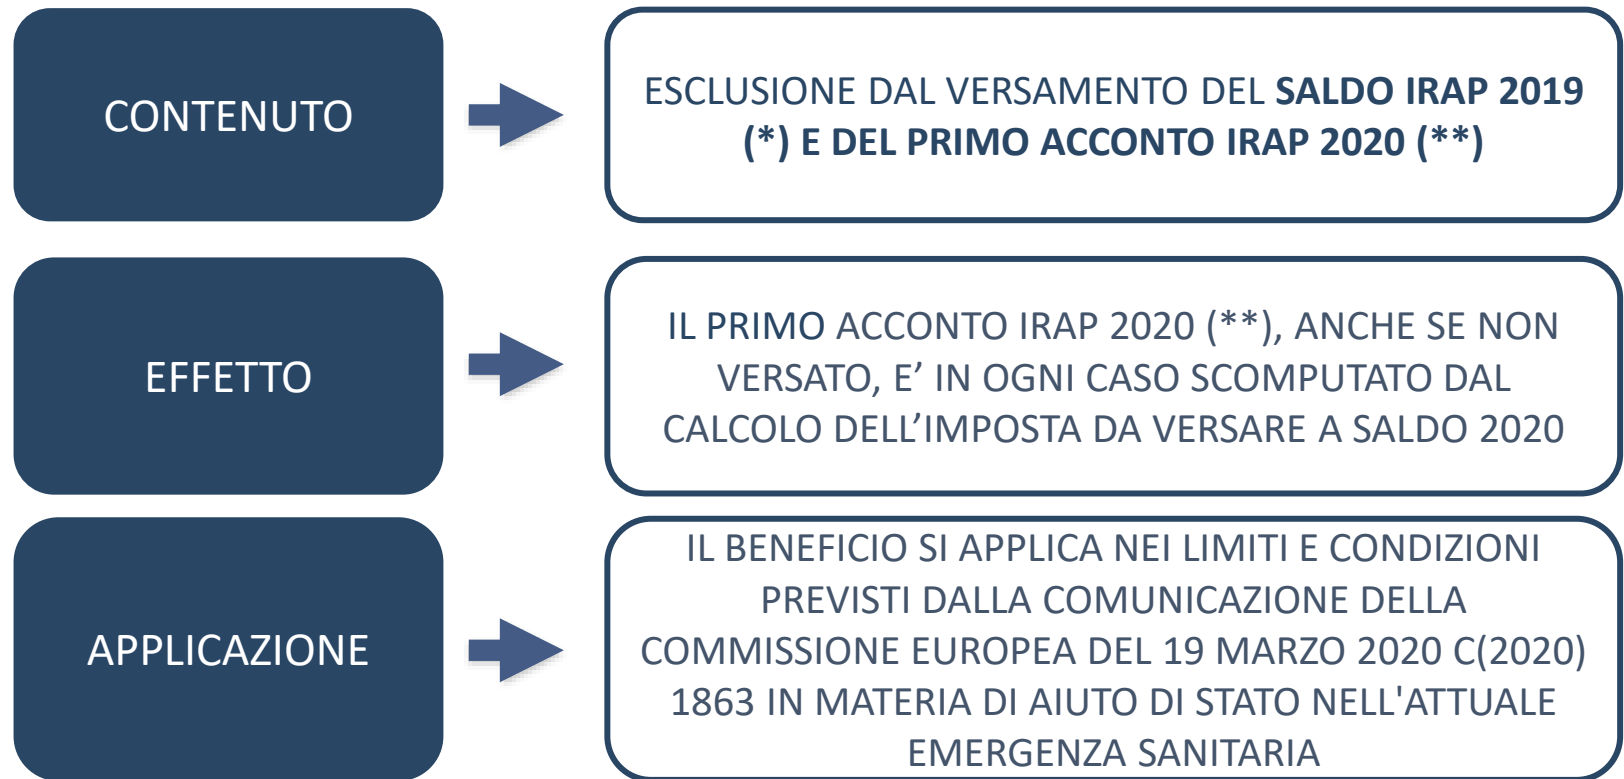 CONTENUTO
ESCLUSIONE DAL VERSAMENTO DEL SALDO IRAP 2019
(*) E DEL PRIMO ACCONTO IRAP 2020 (**)
EFFETTO
IL PRIMO ACCONTO IRAP 2020 (**), ANCHE SE NON
VERSATO, E’ IN OGNI CASO SCOMPUTATO DAL
CALCOLO DELL’IMPOSTA DA VERSARE A SALDO 2020
APPLICAZIONE
IL BENEFICIO SI APPLICA NEI LIMITI E CONDIZIONI
PREVISTI DALLA COMUNICAZIONE DELLA
COMMISSIONE EUROPEA DEL 19 MARZO 2020 C(2020)
1863 IN MATERIA DI AIUTO DI STATO NELL'ATTUALE
EMERGENZA SANITARIA